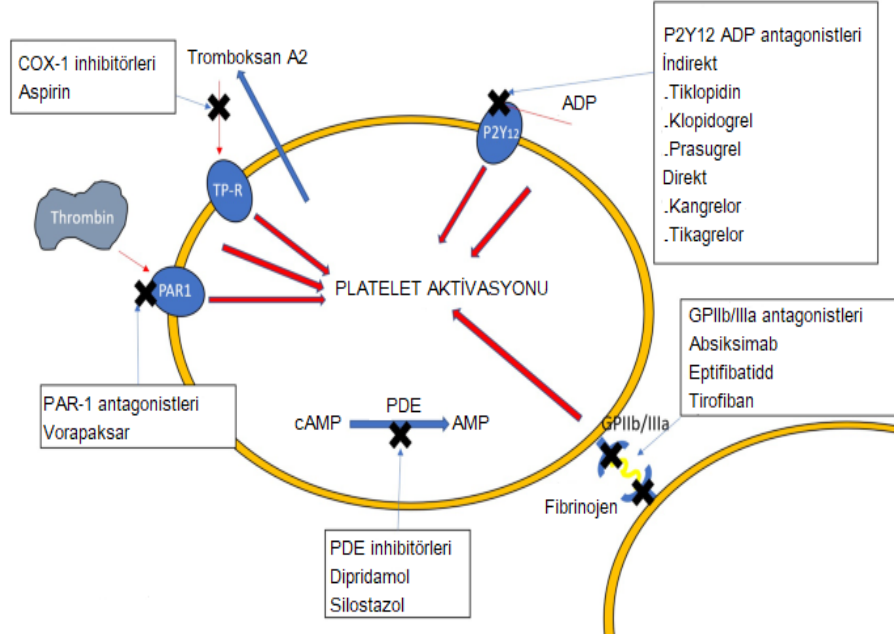 COX-1 inhibitörleri
Aspirin
Tromboksan A2
P2Y12 ADP antagonistleri
İndirekt
.Tiklopidin
.Klopidogrel
.Prasugrel
Direkt
.Kangrelor
.Tikagrelor
ADP
P2Y12
TP-R
Thrombin
PAR1
PLATELET AKTİVASYONU
GPIIb/IIIa antagonistleri
Absiksimab
Eptifibatidd
Tirofiban
PAR-1 antagonistleri
Vorapaksar
PDE
cAMP
AMP
GPIIb/IIIa
Fibrinojen
PDE inhibitörleri
Dipridamol
Silostazol